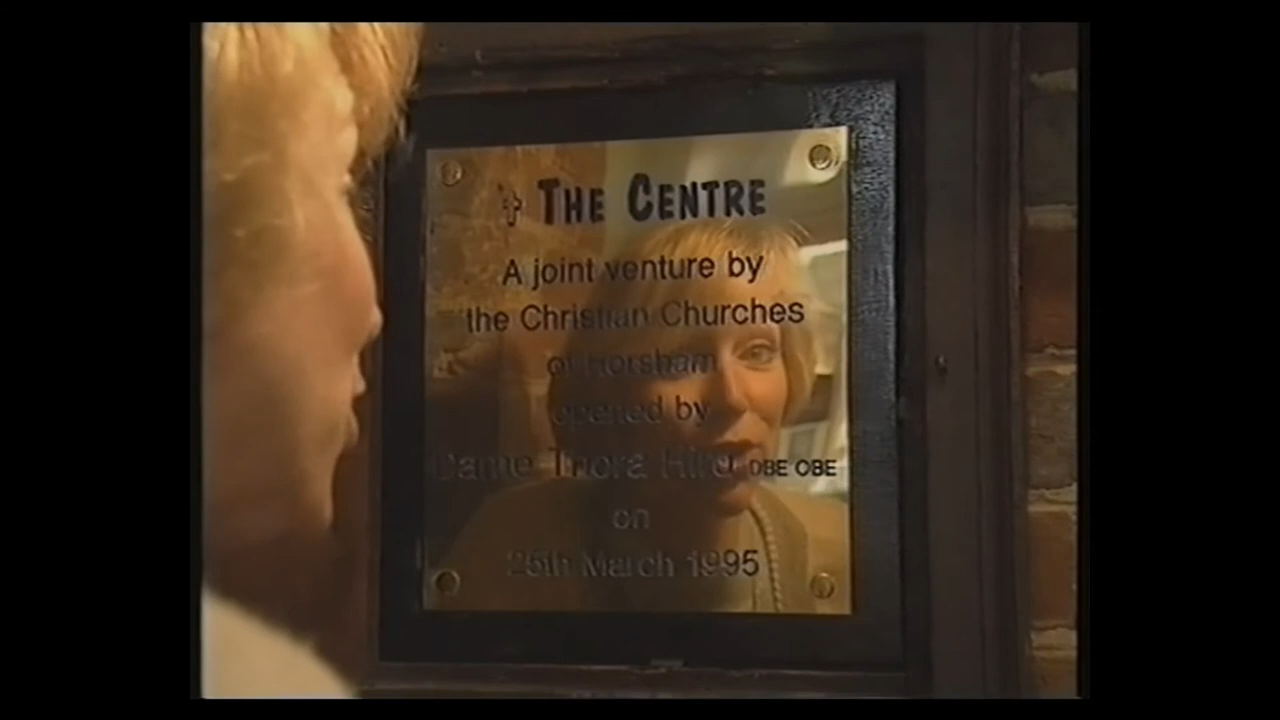 THE CENTRE
A joint venture by
the Christian Churches
of Horsham
opened by
Dame Thora Hird DBE OBE
on
25th March 1995